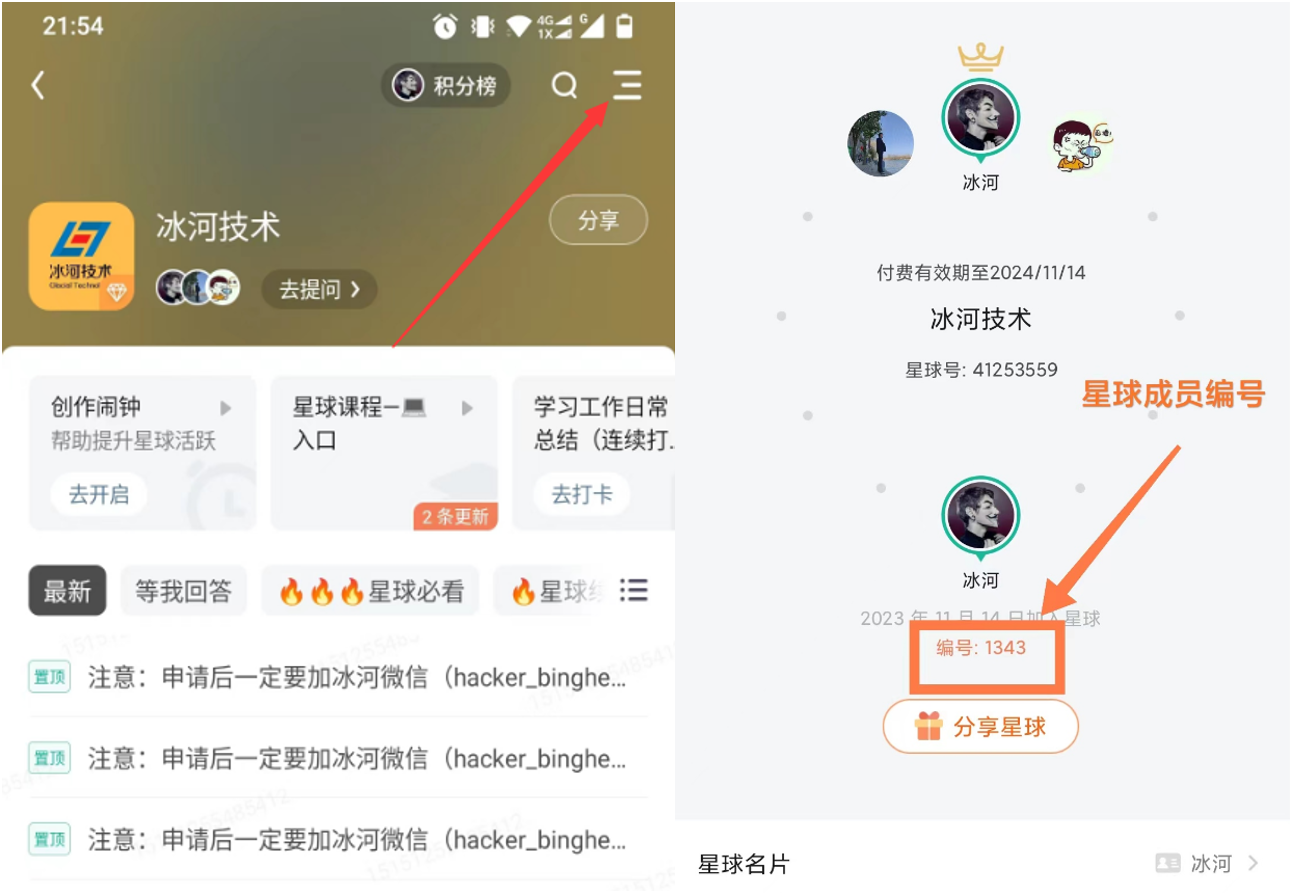 21:54
4G
1X
G
积分榜
冰河技术
分享
冰河技术
Glacial Technol
去提问
创作闹钟
帮助提升星球活跃
去开启
星球课程—💻
入口
2 条更新
学习工作日常
总结（连续打..
去打卡
最新
等我回答
🔥🔥🔥星球必看
🔥星球
置顶 注意：申请后一定要加冰河微信（hacker_binghe...
置顶 注意：申请后一定要加冰河微信（hacker_binghe...
置顶 注意：申请后一定要加冰河微信（hacker_binghe...
冰河
付费有效期至2024/11/14
冰河技术
星球号: 41253559
星球成员编号
冰河
2023 年 11 月 14 日加入星球
编号: 1343
分享星球
星球名片
冰河